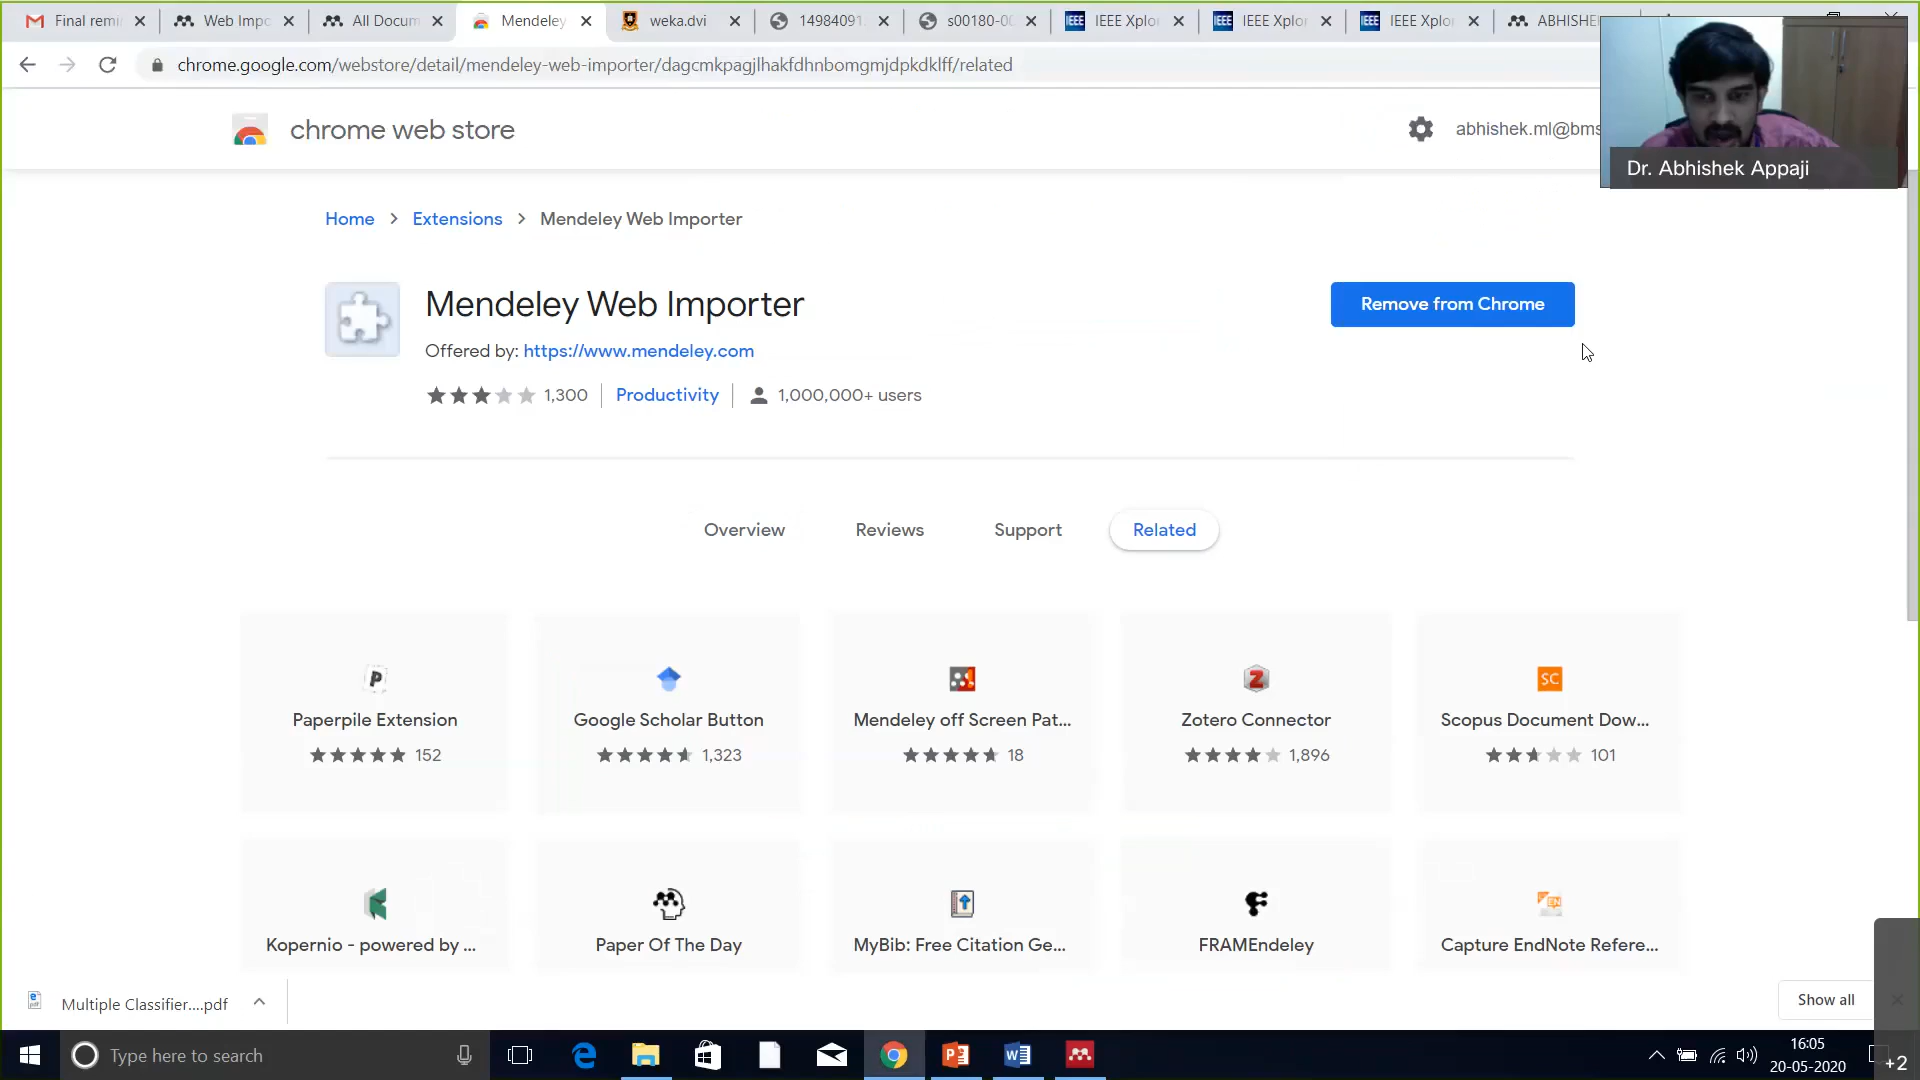 Final remi
Web Impo
All Docum
Mendeley
weka.dvi
14984091
s00180-00
IEEE IEEE Xplo
IEEE IEEE Xplor
IEEE IEEE Xplo
ABHISHE
chrome.google.com/webstore/detail/mendeley-web-importer/dagcmkpagjlhakfdhnbomgmjdpkdklff/related
chrome web store
abhishek.ml@bms
Dr. Abhishek Appaji
Home > Extensions > Mendeley Web Importer
Mendeley Web Importer
Remove from Chrome
Offered by: https://www.mendeley.com
1,300
Productivity
1,000,000+ users
Overview
Reviews
Support
Related
P
Z
SC
Paperpile Extension
Google Scholar Button
Mendeley off Screen Pat...
Zotero Connector
Scopus Document Dow...
152
1,323
18
1,896
101
EN
Kopernio - powered by ...
Paper Of The Day
MyBib: Free Citation Ge...
FRAMEndeley
Capture EndNote Refere...
Multiple Classifier....pdf
Show all
Type here to search
16:05
20-05-2020
+2